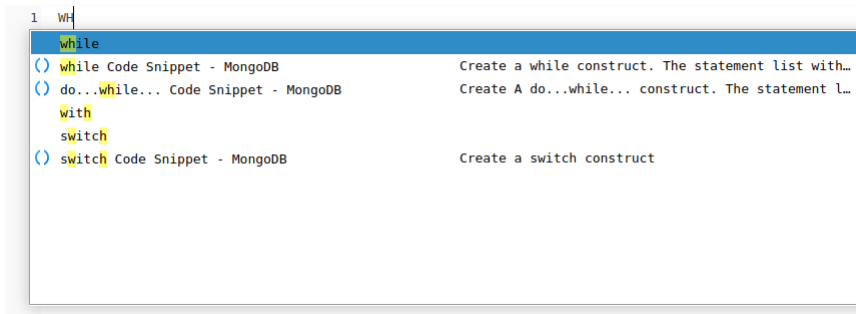 1 WH
while
while Code Snippet - MongoDB Create a while construct. The statement list with…
do...while... Code Snippet - MongoDB Create A do...while... construct. The statement l…
with
switch
switch Code Snippet - MongoDB Create a switch construct